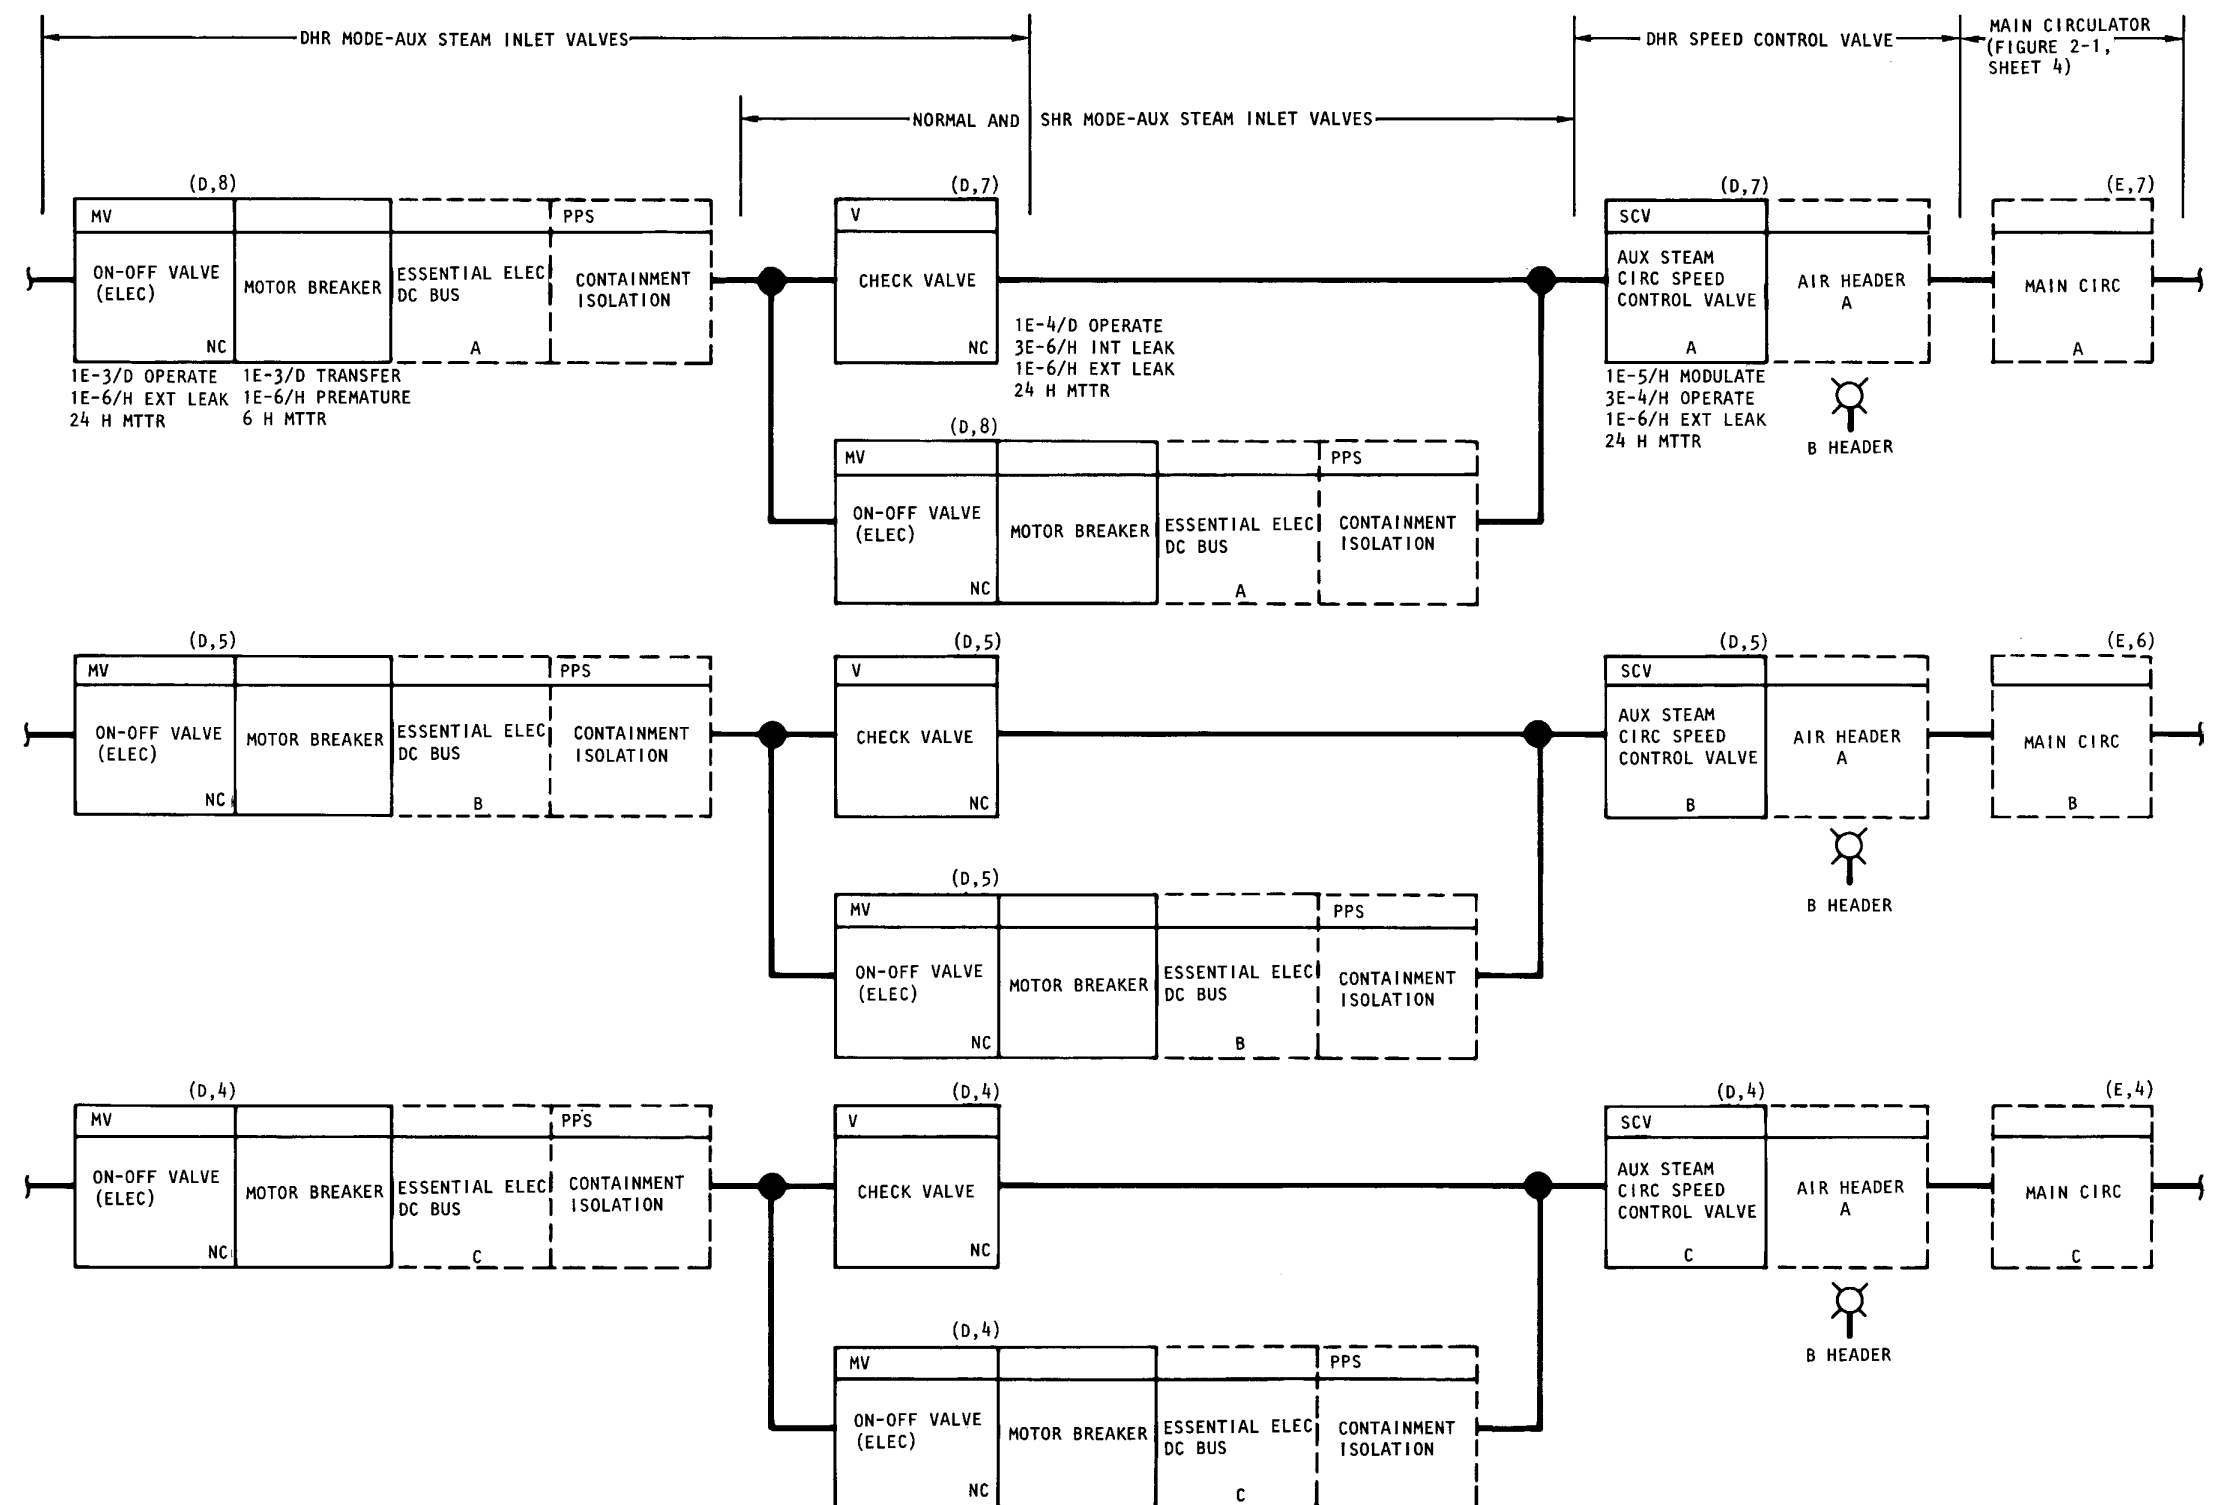 DHR MODE-AUX STEAM INLET VALVES
DHR SPEED CONTROL VALVE
MAIN CIRCULATOR
(FIGURE 2-1,
SHEET 4)
NORMAL AND SHR MODE-AUX STEAM INLET VALVES
(D,8)
MV
PPS
ON-OFF VALVE
(ELEC)
NC
MOTOR BREAKER
ESSENTIAL ELEC
DC BUS
A
CONTAINMENT
ISOLATION
1E-3/D OPERATE
1E-6/H EXT LEAK
24 H MTTR
1E-3/D TRANSFER
1E-6/H PREMATURE
6 H MTTR
(D,7)
V
CHECK VALVE
NC
1E-4/D OPERATE
3E-6/H INT LEAK
1E-6/H EXT LEAK
24 H MTTR
(D,7)
SCV
AUX STEAM
CIRC SPEED
CONTROL VALVE
A
AIR HEADER
A
1E-5/H MODULATE
3E-4/H OPERATE
1E-6/H EXT LEAK
24 H MTTR
B HEADER
(E,7)
MAIN CIRC
A
(D,8)
MV
PPS
ON-OFF VALVE
(ELEC)
NC
MOTOR BREAKER
ESSENTIAL ELEC
DC BUS
A
CONTAINMENT
ISOLATION
(D,5)
MV
PPS
ON-OFF VALVE
(ELEC)
NC
MOTOR BREAKER
ESSENTIAL ELEC
DC BUS
B
CONTAINMENT
ISOLATION
(D,5)
V
CHECK VALVE
NC
(D,5)
SCV
AUX STEAM
CIRC SPEED
CONTROL VALVE
B
AIR HEADER
A
B HEADER
(E,6)
MAIN CIRC
B
(D,5)
MV
PPS
ON-OFF VALVE
(ELEC)
NC
MOTOR BREAKER
ESSENTIAL ELEC
DC BUS
B
CONTAINMENT
ISOLATION
(D,4)
MV
PPS
ON-OFF VALVE
(ELEC)
NC
MOTOR BREAKER
ESSENTIAL ELEC
DC BUS
C
CONTAINMENT
ISOLATION
(D,4)
V
CHECK VALVE
NC
(D,4)
SCV
AUX STEAM
CIRC SPEED
CONTROL VALVE
C
AIR HEADER
A
B HEADER
(E,4)
MAIN CIRC
C
(D,4)
MV
PPS
ON-OFF VALVE
(ELEC)
NC
MOTOR BREAKER
ESSENTIAL ELEC
DC BUS
C
CONTAINMENT
ISOLATION